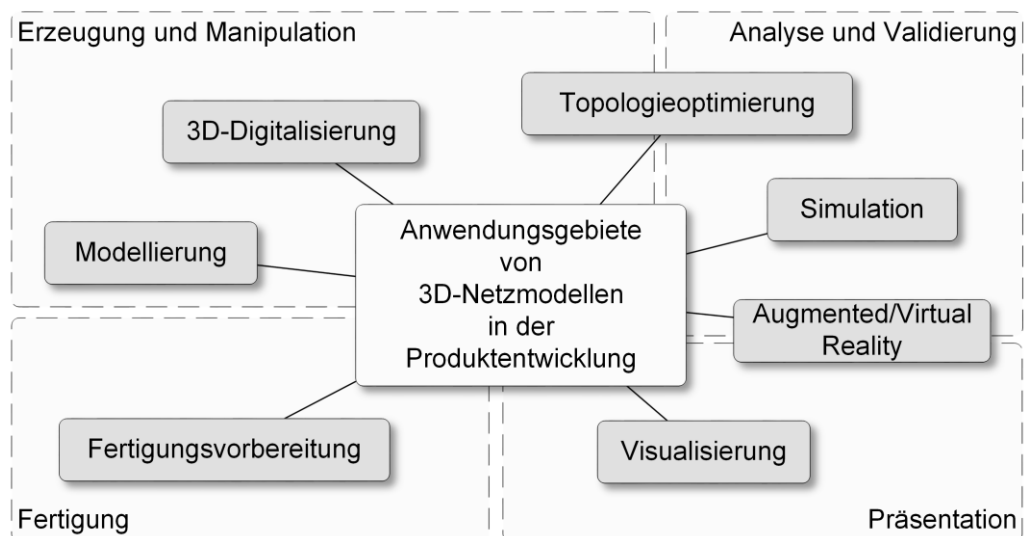 Erzeugung und Manipulation
Analyse und Validierung
3D-Digitalisierung
Topologieoptimierung
Modellierung
Simulation
Anwendungsgebiete
von
3D-Netzmodellen
in der
Produktentwicklung
Augmented/Virtual
Reality
Fertigungsvorbereitung
Visualisierung
Fertigung
Präsentation